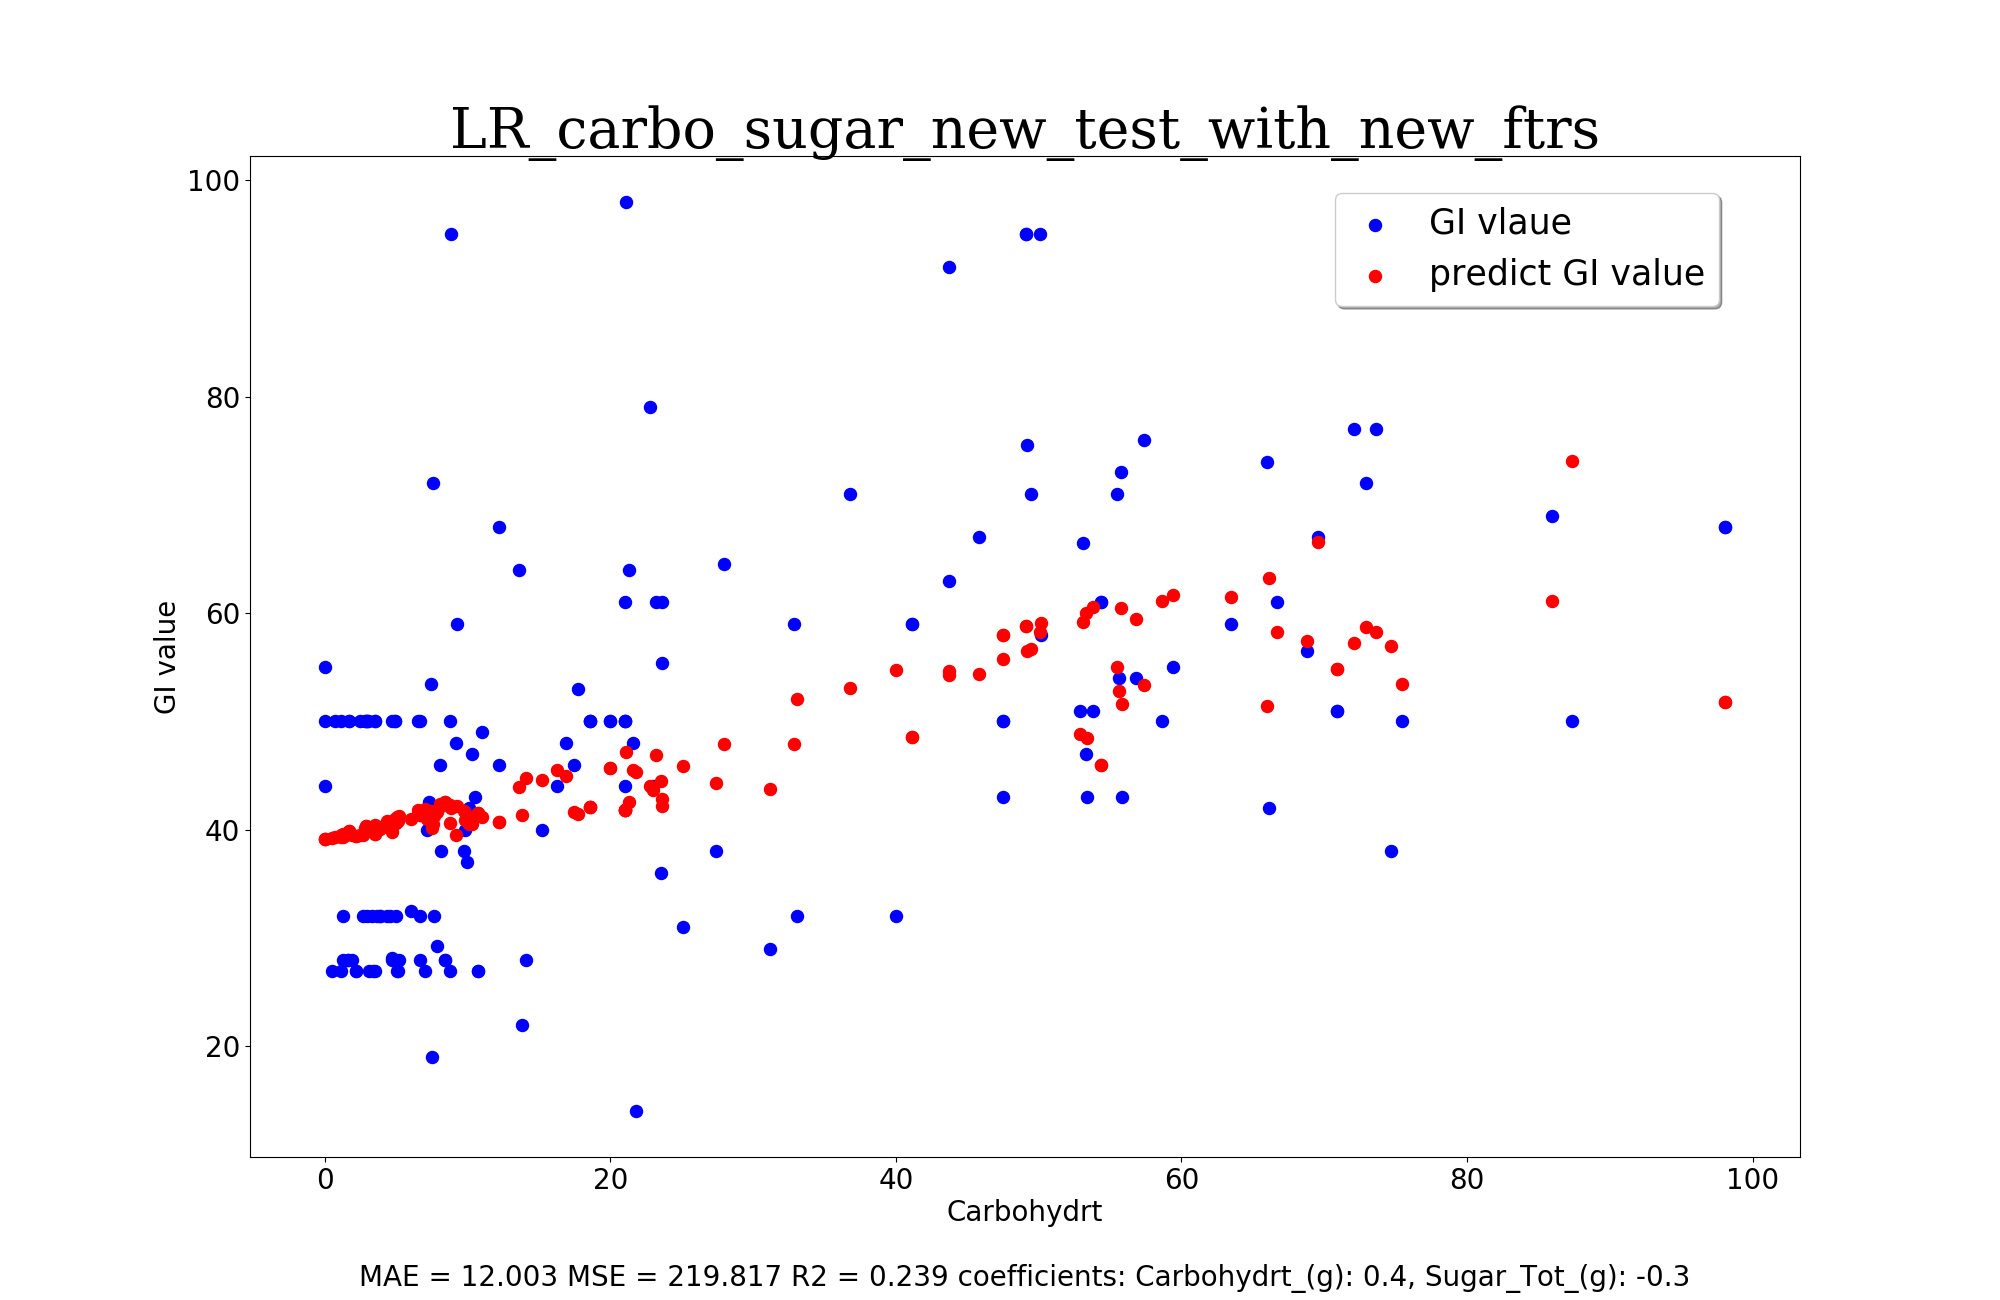 LR_carbo_sugar_new_test_with_new_ftrs
GI vlaue
predict GI value
100
80
60
40
20
GI value
0 20 40 60 80 100
Carbohydrt
MAE = 12.003 MSE = 219.817 R2 = 0.239 coefficients: Carbohydrt_(g): 0.4, Sugar_Tot_(g): -0.3